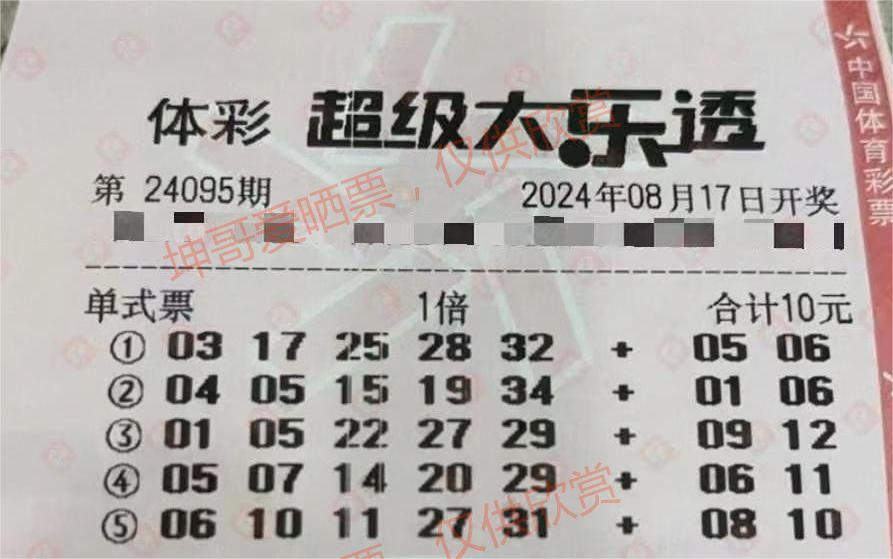 体彩 超级大乐透
第 24095期 2024年08月17日开奖
单式票 1倍 合计10元
① 03 17 25 28 32 + 05 06
② 04 05 15 19 34 + 01 06
③ 01 05 22 27 29 + 09 12
④ 05 07 14 20 29 + 06 11
⑤ 06 10 11 27 31 + 08 10
中国体育彩票
坤哥爱晒票，仅供欣赏
仅供欣赏